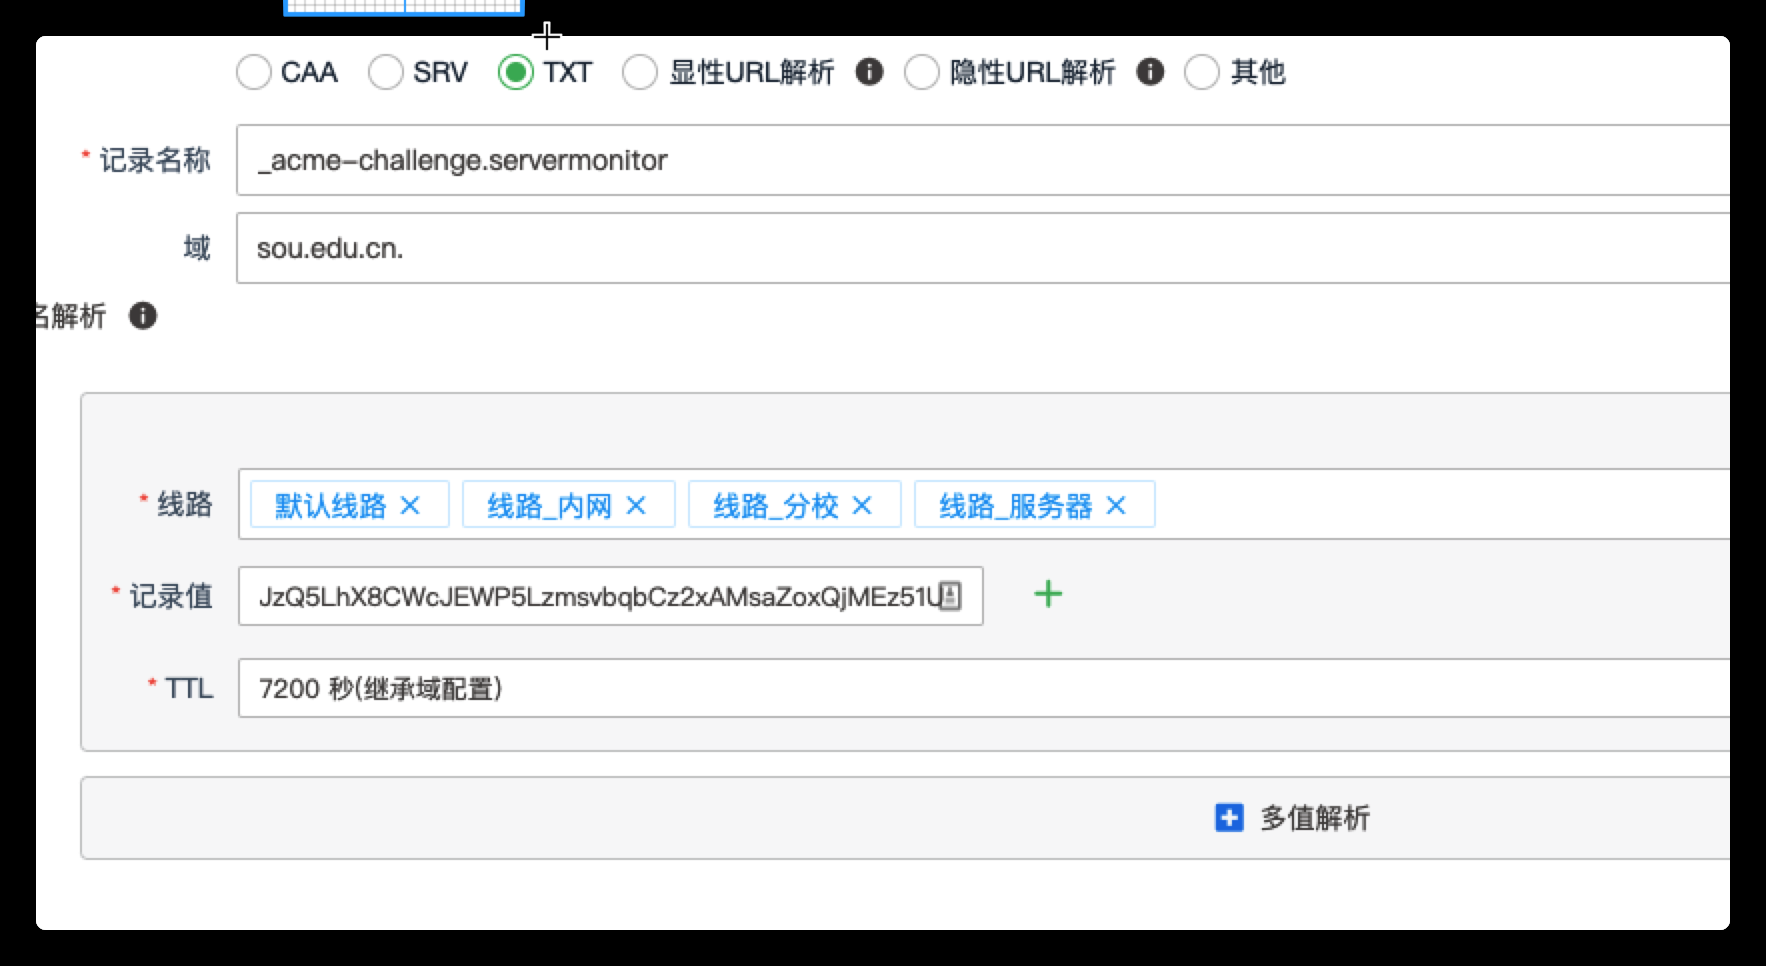 CAA SRV TXT 显性URL解析 隐性URL解析 其他
* 记录名称 _acme-challenge.servermonitor
域 sou.edu.cn.
名解析
* 线路 默认线路 × 线路_内网 × 线路_分校 × 线路_服务器 ×
* 记录值 JzQ5LhX8CWcJEWP5LzmsvbqbCz2xAMsaZoxQjMEz51U +
* TTL 7200 秒(继承域配置)
多值解析